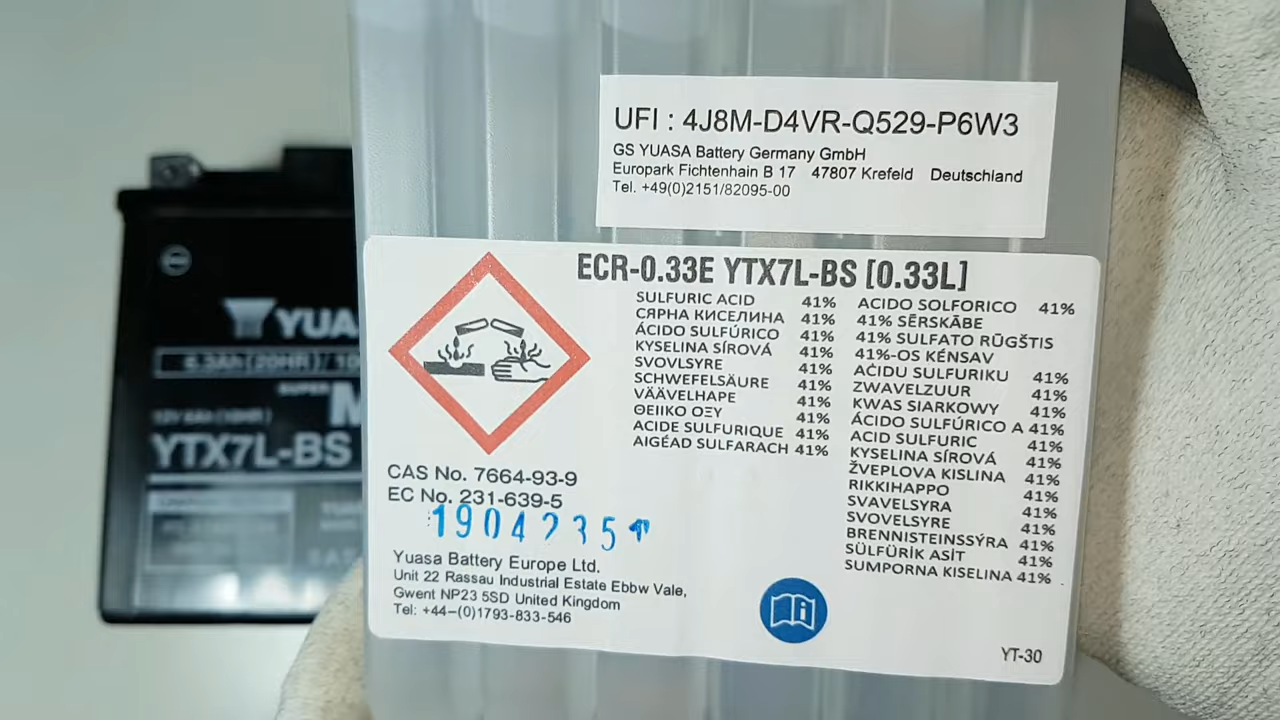 UFI : 4J8M-D4VR-Q529-P6W3
GS YUASA Battery Germany GmbH
Europark Fichtenhain B 17 47807 Krefeld Deutschland
Tel. +49(0)2151/82095-00
ECR-0.33E YTX7L-BS [0.33L]
SULFURIC ACID 41%
СЯРНА КИСЕЛИНА 41%
ÁCIDO SULFÚRICO 41%
KYSELINA SÍROVÁ 41%
SVOVLSYRE 41%
SCHWEFELSÄURE 41%
VÄÄVELHAPE 41%
ΘΕΙΙΚΟ ΟΞΥ 41%
ACIDE SULFURIQUE 41%
AIGÉAD SULFARACH 41%
ACIDO SOLFORICO 41%
41% SĒRSKĀBE
41% SULFATO RŪGŠTIS
41%-OS KÉNSAV
AĊIDU SULFURIKU 41%
ZWAVELZUUR 41%
KWAS SIARKOWY 41%
ÁCIDO SULFÚRICO A 41%
ACID SULFURIC 41%
KYSELINA SÍROVÁ 41%
ŽVEPLOVA KISLINA 41%
RIKKIHAPPO 41%
SVAVELSYRA 41%
SVOVELSYRE 41%
BRENNISTEINSSÝRA 41%
SÜLFÜRİK ASİT 41%
SUMPORNA KISELINA 41%
CAS No. 7664-93-9
EC No. 231-639-5
1904235
Yuasa Battery Europe Ltd.
Unit 22 Rassau Industrial Estate Ebbw Vale,
Gwent NP23 5SD United Kingdom
Tel: +44–(0)1793-833-546
YT-30
YUA
SUPER M
YTX7L-BS